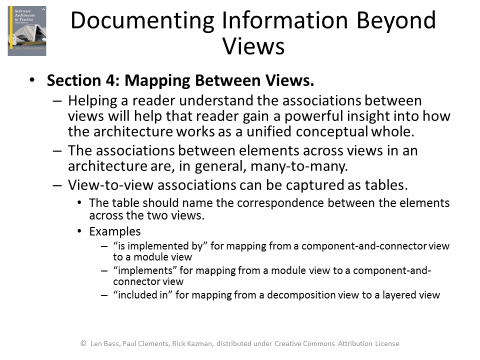 Documenting Information Beyond
Views
• Section 4: Mapping Between Views.
– Helping a reader understand the associations between
views will help that reader gain a powerful insight into how
the architecture works as a unified conceptual whole.
– The associations between elements across views in an
architecture are, in general, many-to-many.
– View-to-view associations can be captured as tables.
• The table should name the correspondence between the elements
across the two views.
• Examples
– “is implemented by” for mapping from a component-and-connector view
to a module view
– “implements” for mapping from a module view to a component-and-
connector view
– “included in” for mapping from a decomposition view to a layered view
© Len Bass, Paul Clements, Rick Kazman, distributed under Creative Commons Attribution License